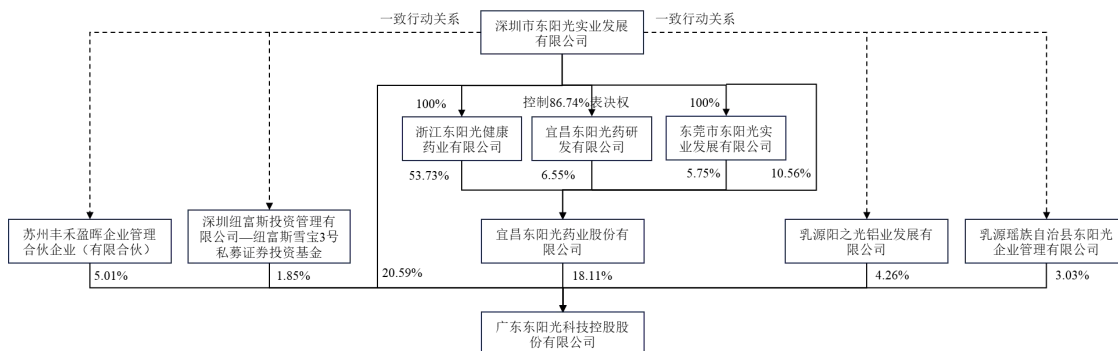 一致行动关系
深圳市东阳光实业发展
有限公司
一致行动关系
100%
控制86.74%表决权
100%
浙江东阳光健康
药业有限公司
宜昌东阳光药研
发有限公司
东莞市东阳光实
业发展有限公司
53.73%
6.55%
5.75%
10.56%
苏州丰禾盈晖企业管理
合伙企业（有限合伙）
深圳纽富斯投资管理有
限公司—纽富斯雪宝3号
私募证券投资基金
宜昌东阳光药业股份有
限公司
乳源阳之光铝业发展有
限公司
乳源瑶族自治县东阳光
企业管理有限公司
5.01%
1.85%
20.59%
18.11%
4.26%
3.03%
广东东阳光科技控股股
份有限公司